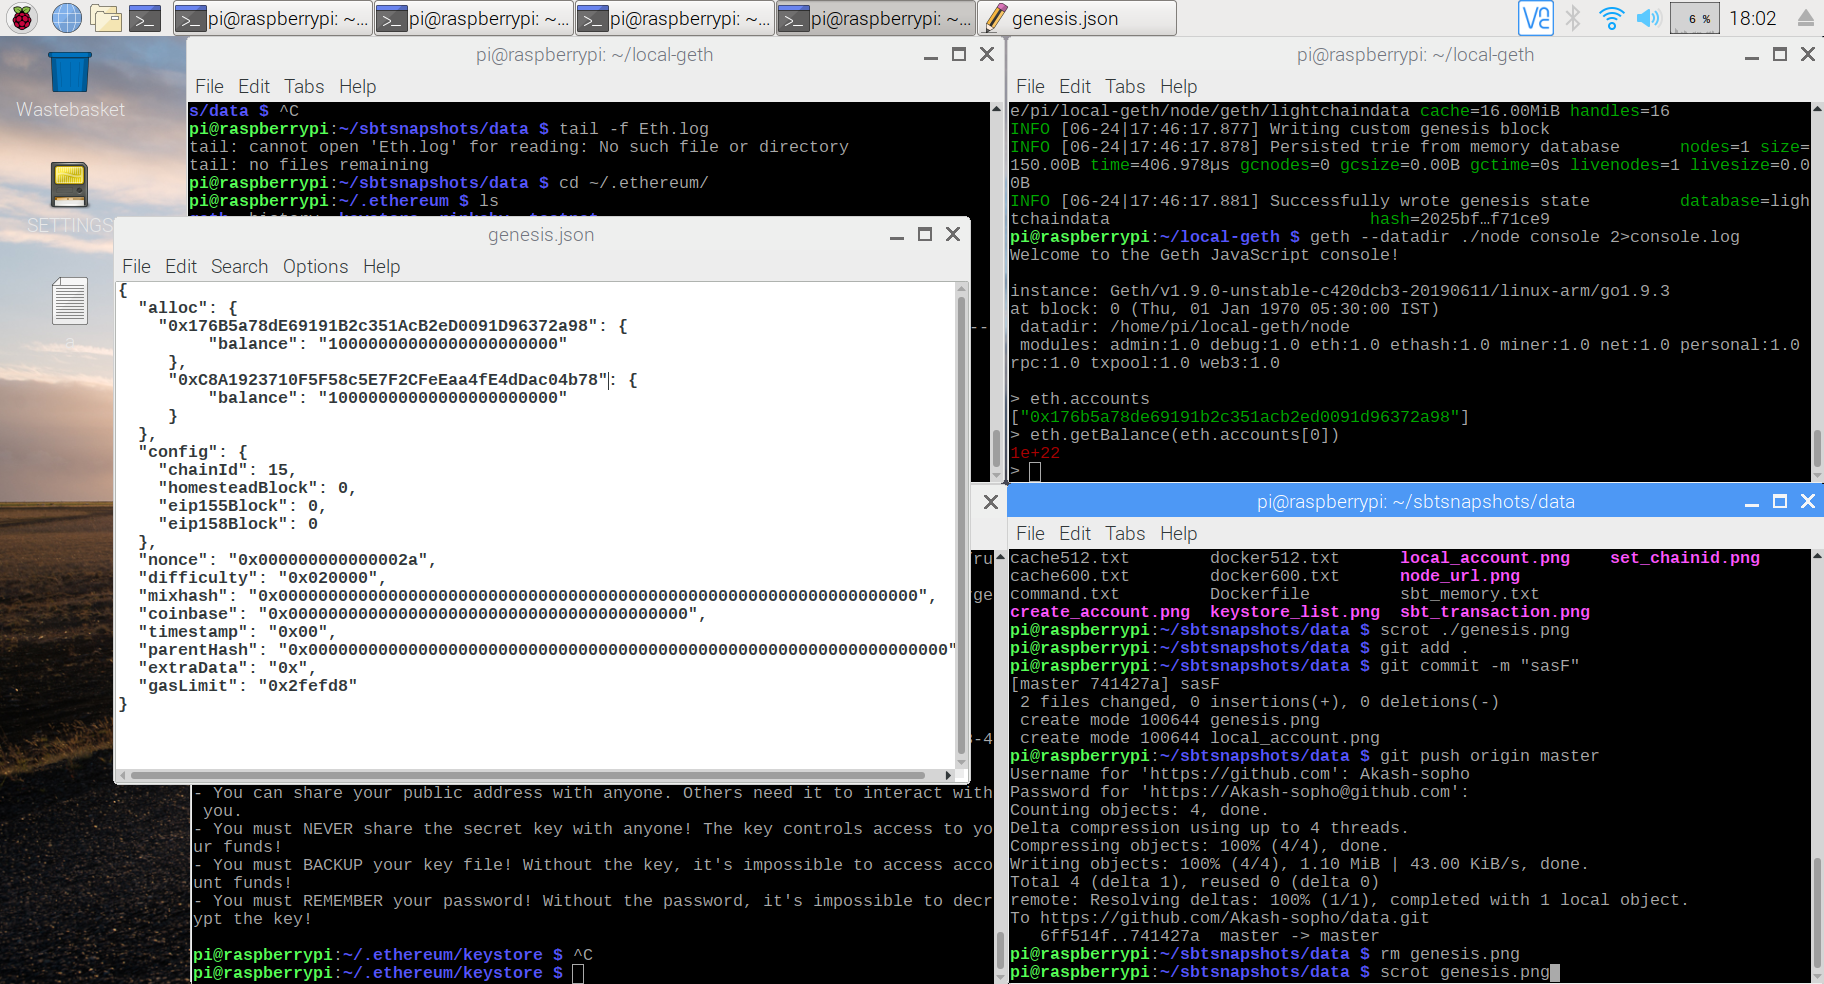 pi@raspberrypi: ~... pi@raspberrypi: ~... pi@raspberrypi: ~... pi@raspberrypi: ~... genesis.json 6 % 18:02
Wastebasket
SETTINGS
pi@raspberrypi: ~/local-geth
File Edit Tabs Help
s/data $ ^C
pi@raspberrypi:~/sbtsnapshots/data $ tail -f Eth.log
tail: cannot open 'Eth.log' for reading: No such file or directory
tail: no files remaining
pi@raspberrypi:~/sbtsnapshots/data $ cd ~/.ethereum/
pi@raspberrypi:~/.ethereum $ ls
genesis.json
File Edit Search Options Help
{
"alloc": {
"0x176B5a78dE69191B2c351AcB2eD0091D96372a98": {
"balance": "10000000000000000000000"
},
"0xC8A1923710F5F58c5E7F2CFeEaa4fE4dDac04b78": {
"balance": "10000000000000000000000"
}
},
"config": {
"chainId": 15,
"homesteadBlock": 0,
"eip155Block": 0,
"eip158Block": 0
},
"nonce": "0x000000000000002a",
"difficulty": "0x020000",
"mixhash": "0x0000000000000000000000000000000000000000000000000000000000000000",
"coinbase": "0x0000000000000000000000000000000000000000",
"timestamp": "0x00",
"parentHash": "0x0000000000000000000000000000000000000000000000000000000000000000"
"extraData": "0x",
"gasLimit": "0x2fefd8"
}
- You can share your public address with anyone. Others need it to interact with
you.
- You must NEVER share the secret key with anyone! The key controls access to yo
ur funds!
- You must BACKUP your key file! Without the key, it's impossible to access acco
unt funds!
- You must REMEMBER your password! Without the password, it's impossible to decr
ypt the key!
pi@raspberrypi:~/.ethereum/keystore $ ^C
pi@raspberrypi:~/.ethereum/keystore $
pi@raspberrypi: ~/local-geth
File Edit Tabs Help
e/pi/local-geth/node/geth/lightchaindata cache=16.00MiB handles=16
INFO [06-24|17:46:17.877] Writing custom genesis block
INFO [06-24|17:46:17.878] Persisted trie from memory database nodes=1 size=
150.00B time=406.978µs gcnodes=0 gcsize=0.00B gctime=0s livenodes=1 livesize=0.0
0B
INFO [06-24|17:46:17.881] Successfully wrote genesis state database=ligh
tchaindata hash=2025bf…f71ce9
pi@raspberrypi:~/local-geth $ geth --datadir ./node console 2>console.log
Welcome to the Geth JavaScript console!
instance: Geth/v1.9.0-unstable-c420dcb3-20190611/linux-arm/go1.9.3
at block: 0 (Thu, 01 Jan 1970 05:30:00 IST)
datadir: /home/pi/local-geth/node
modules: admin:1.0 debug:1.0 eth:1.0 ethash:1.0 miner:1.0 net:1.0 personal:1.0
rpc:1.0 txpool:1.0 web3:1.0
> eth.accounts
["0x176b5a78de69191b2c351acb2ed0091d96372a98"]
> eth.getBalance(eth.accounts[0])
1e+22
>
pi@raspberrypi: ~/sbtsnapshots/data
File Edit Tabs Help
cache512.txt docker512.txt local_account.png set_chainid.png
cache600.txt docker600.txt node_url.png
command.txt Dockerfile sbt_memory.txt
create_account.png keystore_list.png sbt_transaction.png
pi@raspberrypi:~/sbtsnapshots/data $ scrot ./genesis.png
pi@raspberrypi:~/sbtsnapshots/data $ git add .
pi@raspberrypi:~/sbtsnapshots/data $ git commit -m "sasF"
[master 741427a] sasF
2 files changed, 0 insertions(+), 0 deletions(-)
create mode 100644 genesis.png
create mode 100644 local_account.png
pi@raspberrypi:~/sbtsnapshots/data $ git push origin master
Username for 'https://github.com': Akash-sopho
Password for 'https://Akash-sopho@github.com':
Counting objects: 4, done.
Delta compression using up to 4 threads.
Compressing objects: 100% (4/4), done.
Writing objects: 100% (4/4), 1.10 MiB | 43.00 KiB/s, done.
Total 4 (delta 1), reused 0 (delta 0)
remote: Resolving deltas: 100% (1/1), completed with 1 local object.
To https://github.com/Akash-sopho/data.git
6ff514f..741427a master -> master
pi@raspberrypi:~/sbtsnapshots/data $ rm genesis.png
pi@raspberrypi:~/sbtsnapshots/data $ scrot genesis.png